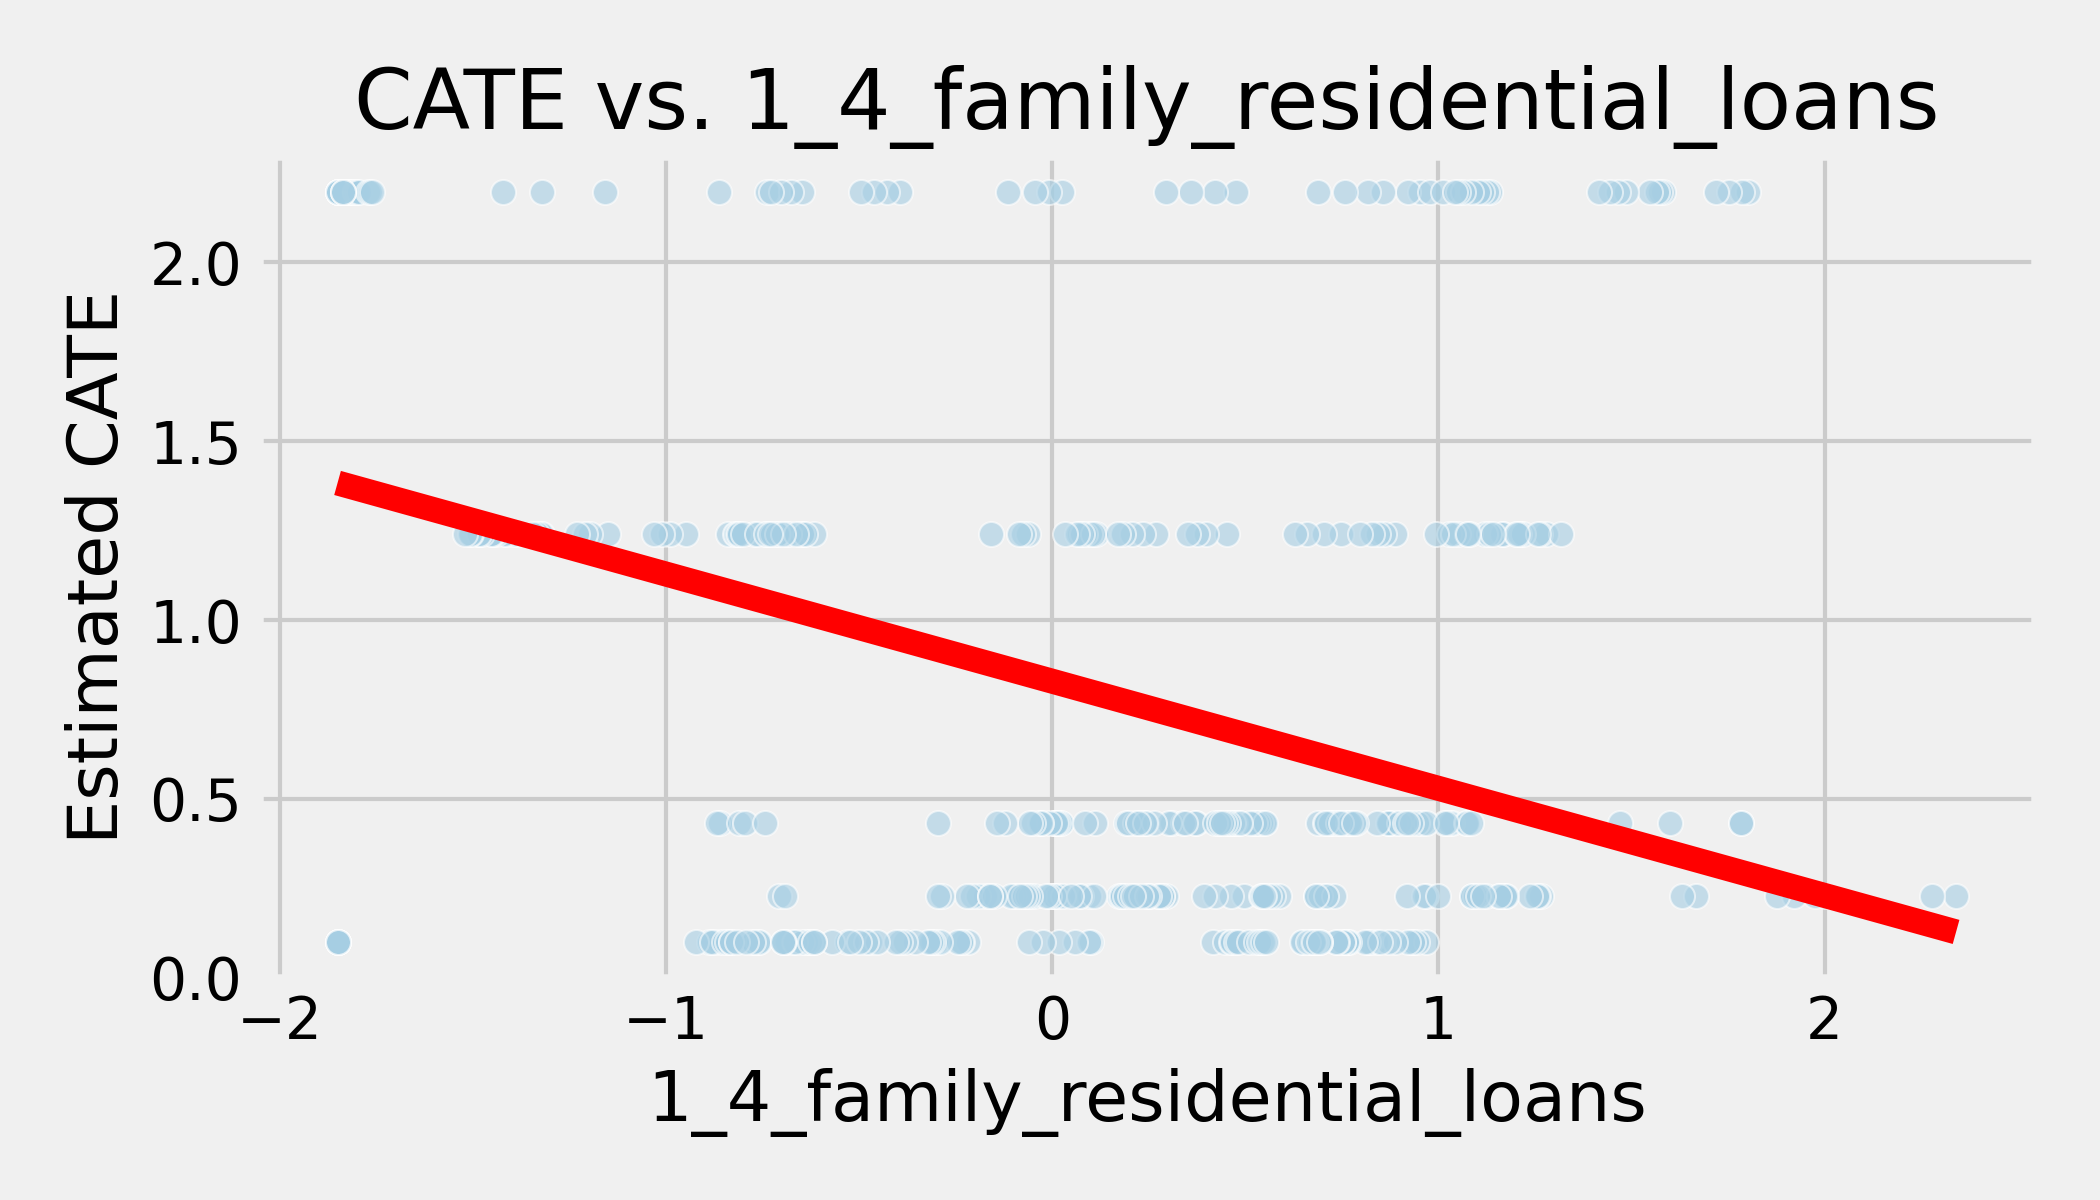 CATE vs. 1_4_family_residential_loans
Estimated CATE
2.0
1.5
1.0
0.5
0.0
−2 −1 0 1 2
1_4_family_residential_loans